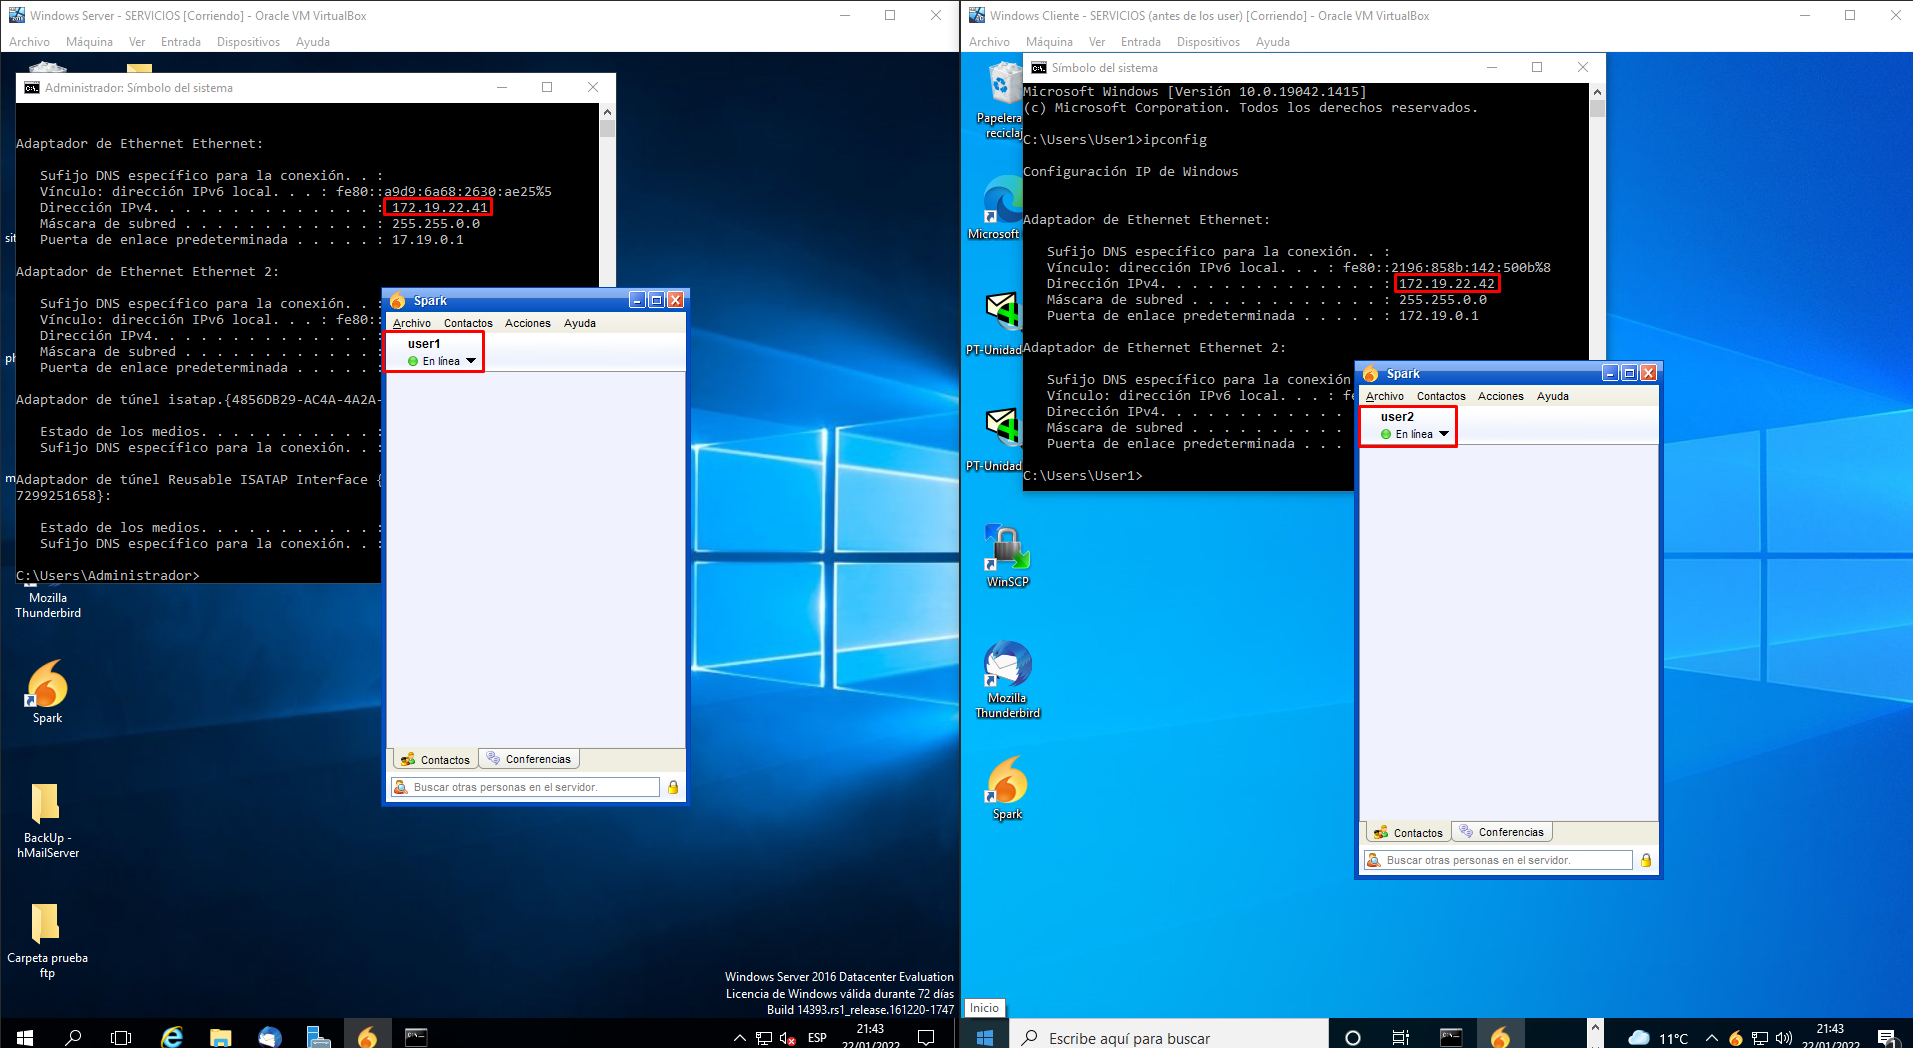 Windows Server - SERVICIOS [Corriendo] - Oracle VM VirtualBox
Archivo Máquina Ver Entrada Dispositivos Ayuda
Administrador: Símbolo del sistema
Adaptador de Ethernet Ethernet:
Sufijo DNS específico para la conexión. . :
Vínculo: dirección IPv6 local. . . : fe80::a9d9:6a68:2630:ae25%5
Dirección IPv4. . . . . . . . . . . . . . : 172.19.22.41
Máscara de subred . . . . . . . . . . . . : 255.255.0.0
Puerta de enlace predeterminada . . . . . : 17.19.0.1
Adaptador de Ethernet Ethernet 2:
Sufijo DNS específico para la conexión. . :
Vínculo: dirección IPv6 local. . . : fe80:
Dirección IPv4. . . . . . . . . . . . . . :
Máscara de subred . . . . . . . . . . . . :
Puerta de enlace predeterminada . . . . . :
Adaptador de túnel isatap.{4856DB29-AC4A-4A2A-
Estado de los medios. . . . . . . . . . . :
Sufijo DNS específico para la conexión. . :
Adaptador de túnel Reusable ISATAP Interface {
7299251658}:
Estado de los medios. . . . . . . . . . . :
Sufijo DNS específico para la conexión. . :
C:\Users\Administrador>
Spark
Archivo Contactos Acciones Ayuda
user1
En línea
Contactos Conferencias
Buscar otras personas en el servidor.
Mozilla
Thunderbird
Spark
BackUp -
hMailServer
Carpeta prueba
ftp
Windows Server 2016 Datacenter Evaluation
Licencia de Windows válida durante 72 días
Build 14393.rs1_release.161220-1747
ESP
21:43
22/01/2022
Windows Cliente - SERVICIOS (antes de los user) [Corriendo] - Oracle VM VirtualBox
Archivo Máquina Ver Entrada Dispositivos Ayuda
Símbolo del sistema
Microsoft Windows [Versión 10.0.19042.1415]
(c) Microsoft Corporation. Todos los derechos reservados.
C:\Users\User1>ipconfig
Configuración IP de Windows
Adaptador de Ethernet Ethernet:
Sufijo DNS específico para la conexión. . :
Vínculo: dirección IPv6 local. . . : fe80::2196:858b:142:500b%8
Dirección IPv4. . . . . . . . . . . . . . : 172.19.22.42
Máscara de subred . . . . . . . . . . . . : 255.255.0.0
Puerta de enlace predeterminada . . . . . : 172.19.0.1
Adaptador de Ethernet Ethernet 2:
Sufijo DNS específico para la conexión
Vínculo: dirección IPv6 local. . . : fe
Dirección IPv4. . . . . . . . . . . .
Máscara de subred . . . . . . . . . .
Puerta de enlace predeterminada . . .
C:\Users\User1>
Spark
Archivo Contactos Acciones Ayuda
user2
En línea
Contactos Conferencias
Buscar otras personas en el servidor.
Papelera
reciclaj
Microsoft
PT-Unidad
PT-Unidad
WinSCP
Mozilla
Thunderbird
Spark
Inicio
Escribe aquí para buscar
11°C
21:43
22/01/2022
1